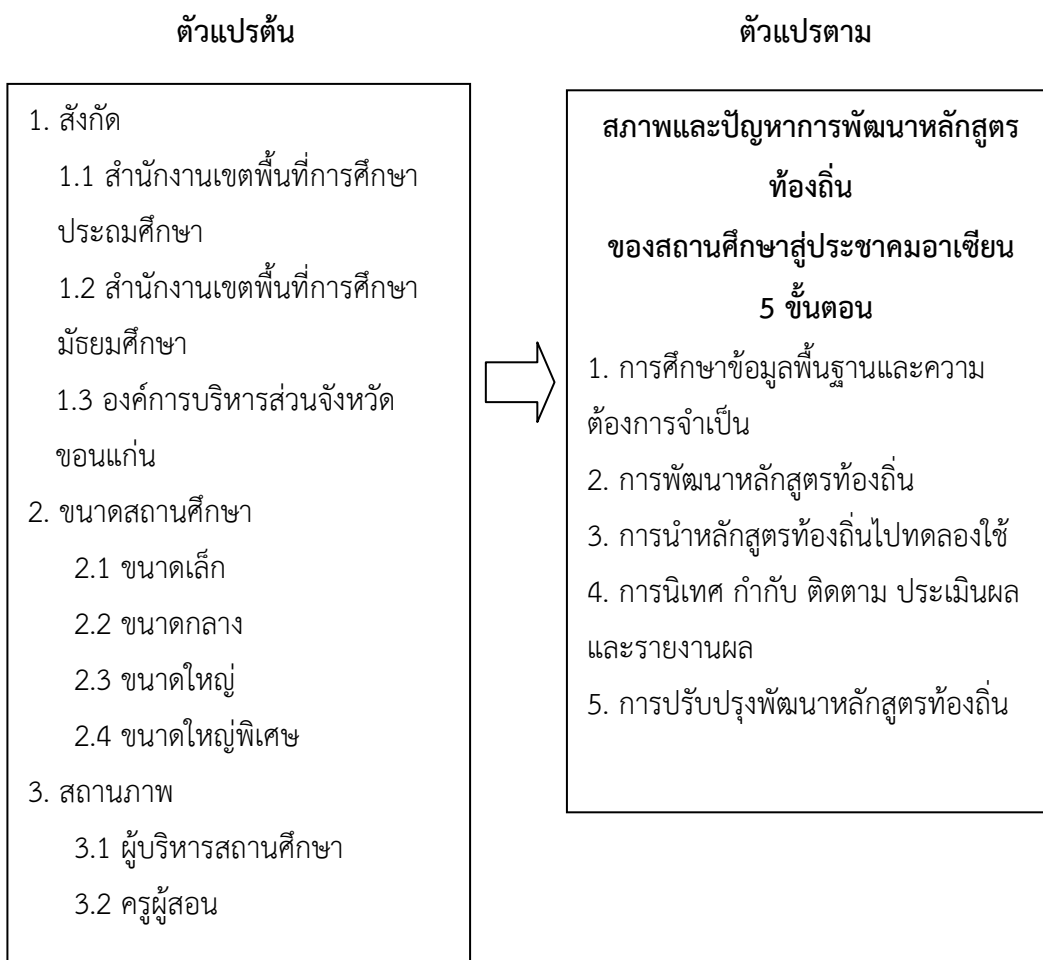 ตัวแปรต้น
ตัวแปรตาม
1. สังกัด
1.1 สำนักงานเขตพื้นที่การศึกษา
ประถมศึกษา
1.2 สำนักงานเขตพื้นที่การศึกษา
มัธยมศึกษา
1.3 องค์การบริหารส่วนจังหวัด
ขอนแก่น
2. ขนาดสถานศึกษา
2.1 ขนาดเล็ก
2.2 ขนาดกลาง
2.3 ขนาดใหญ่
2.4 ขนาดใหญ่พิเศษ
3. สถานภาพ
3.1 ผู้บริหารสถานศึกษา
3.2 ครูผู้สอน
สภาพและปัญหาการพัฒนาหลักสูตร
ท้องถิ่น
ของสถานศึกษาสู่ประชาคมอาเซียน
5 ขั้นตอน
1. การศึกษาข้อมูลพื้นฐานและความ
ต้องการจำเป็น
2. การพัฒนาหลักสูตรท้องถิ่น
3. การนำหลักสูตรท้องถิ่นไปทดลองใช้
4. การนิเทศ กำกับ ติดตาม ประเมินผล
และรายงานผล
5. การปรับปรุงพัฒนาหลักสูตรท้องถิ่น